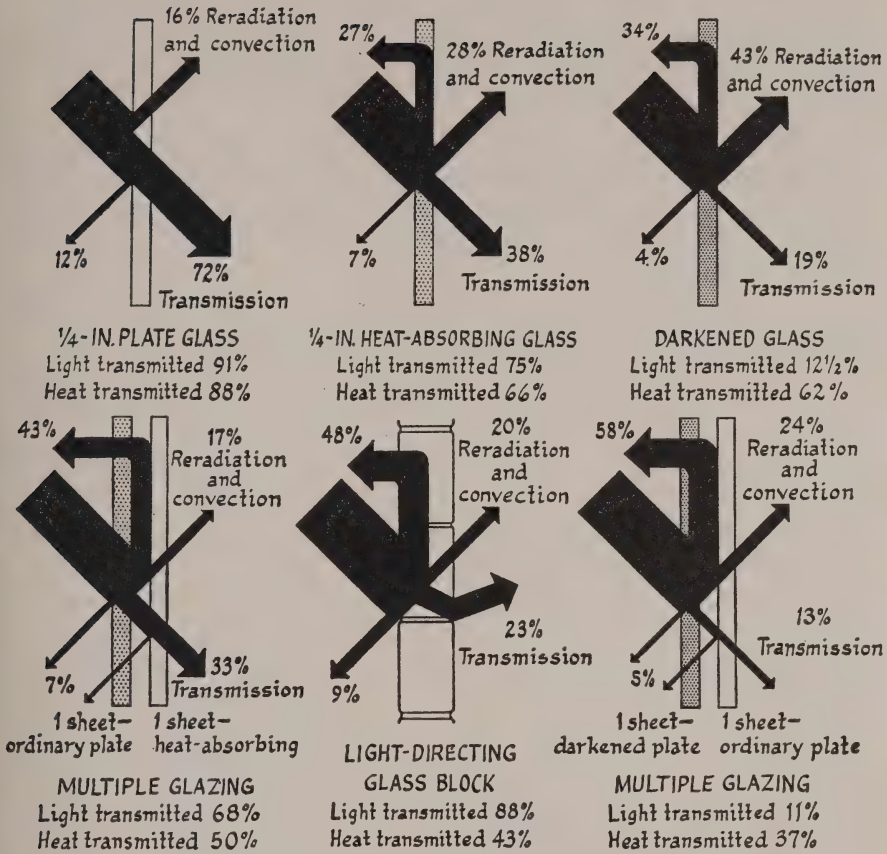 16% Reradiation
and convection
12%
72%
Transmission
1/4-IN. PLATE GLASS
Light transmitted 91%
Heat transmitted 88%
27%
28% Reradiation
and convection
7%
38%
Transmission
1/4-IN. HEAT-ABSORBING GLASS
Light transmitted 75%
Heat transmitted 66%
34%
43% Reradiation
and convection
4%
19%
Transmission
DARKENED GLASS
Light transmitted 12 1/2%
Heat transmitted 62%
43%
17%
Reradiation
and
convection
7%
33%
Transmission
1 sheet-
ordinary plate
1 sheet-
heat-absorbing
MULTIPLE GLAZING
Light transmitted 68%
Heat transmitted 50%
48%
20%
Reradiation
and
convection
9%
23%
Transmission
LIGHT-DIRECTING
GLASS BLOCK
Light transmitted 88%
Heat transmitted 43%
58%
24%
Reradiation
and
convection
5%
13%
Transmission
1 sheet-
darkened plate
1 sheet-
ordinary plate
MULTIPLE GLAZING
Light transmitted 11%
Heat transmitted 37%